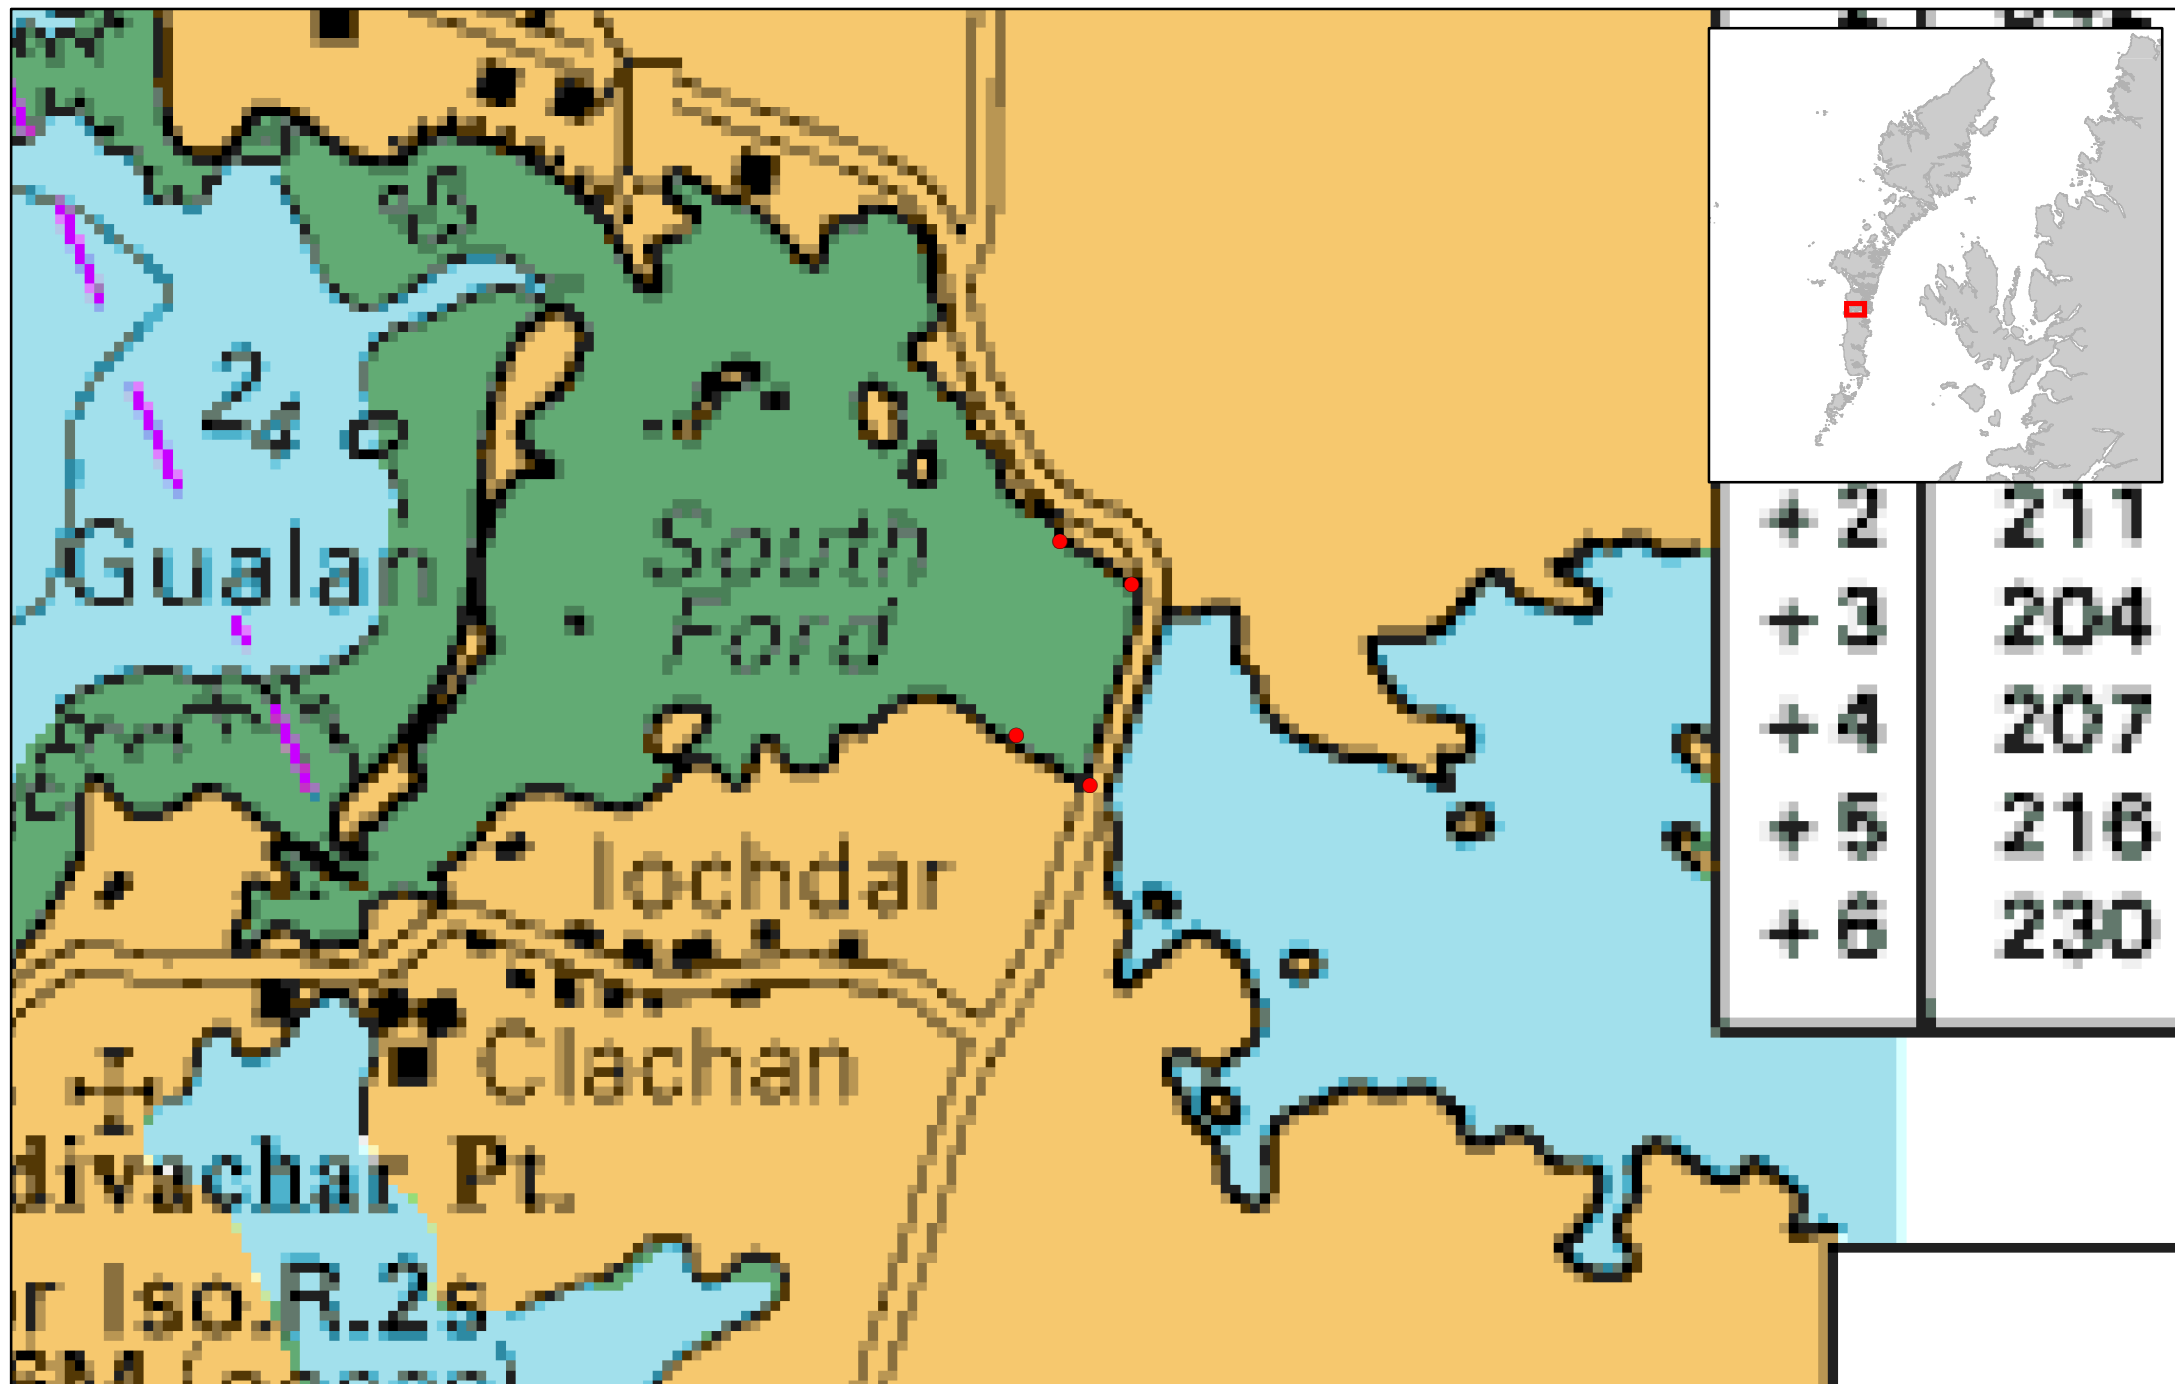 2₄
Gualan
South
Ford
Iochdar
Clachan
divachar Pt.
r Iso.R.2s
+ 2 211
+ 3 204
+ 4 207
+ 5 216
+ 6 230